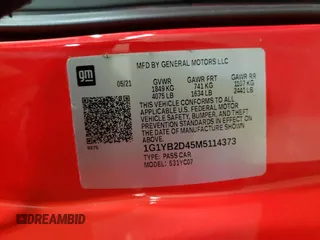 gm
MFD BY GENERAL MOTORS LLC
05/21
GVWR GAWR FRT GAWR RR
1849 KG 741 KG 1107 KG
4075 LB 1634 LB 2441 LB
THIS VEHICLE CONFORMS TO ALL
APPLICABLE U.S. FEDERAL MOTOR
VEHICLE SAFETY, BUMPER, AND THEFT
PREVENTION STANDARDS IN EFFECT ON
THE DATE OF MANUFACTURE SHOWN ABOVE.
1G1YB2D45M5114373
TYPE: PASS CAR
MODEL:
DREAMBID